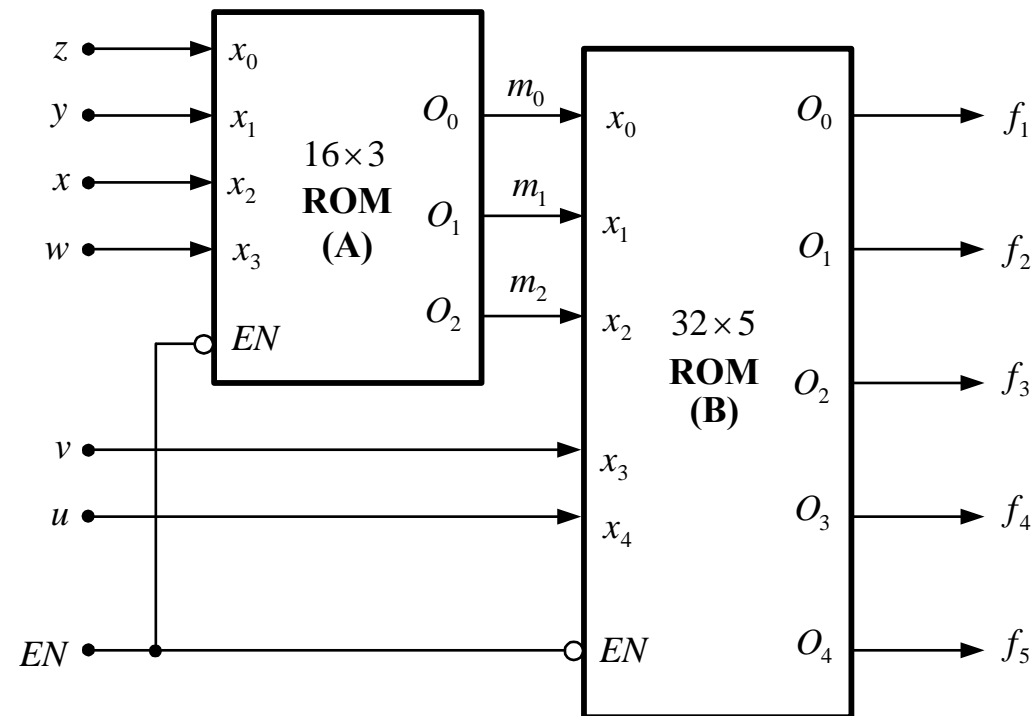 z
y
x
w
x₀
x₁
x₂
x₃
EN
16×3
ROM
(A)
O₀
O₁
O₂
m₀
m₁
m₂
v
u
EN
x₀
x₁
x₂
x₃
x₄
EN
32×5
ROM
(B)
O₀
O₁
O₂
O₃
O₄
f₁
f₂
f₃
f₄
f₅